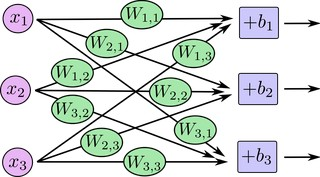 x₁ W₁,₁ +b₁
W₂,₁ W₁,₃
W₁,₂
x₂ W₂,₂ +b₂
W₃,₂
W₂,₃ W₃,₁
x₃ W₃,₃ +b₃